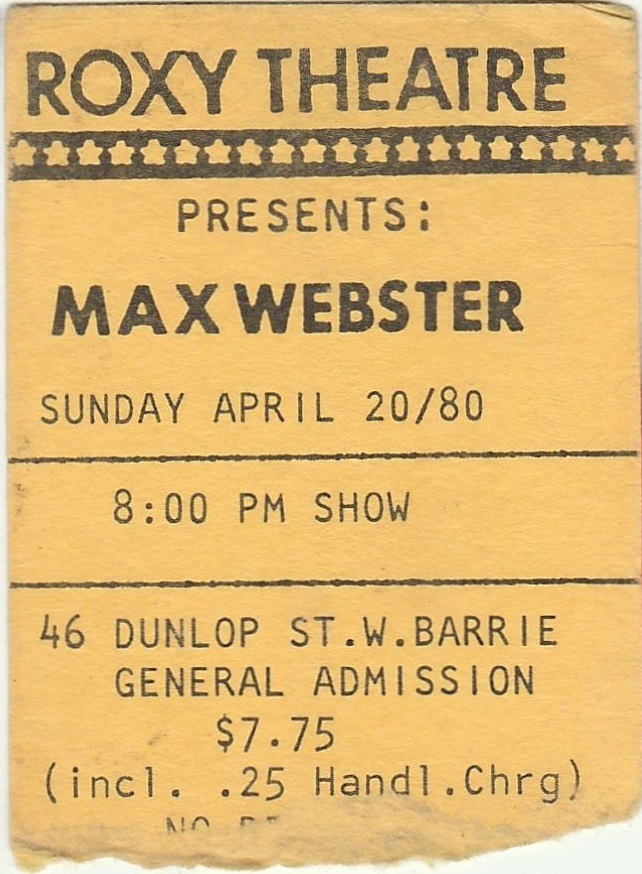 ROXY THEATRE
PRESENTS:
MAX WEBSTER
SUNDAY APRIL 20/80
8:00 PM SHOW
46 DUNLOP ST.W.BARRIE
GENERAL ADMISSION
$7.75
(incl. .25 Handl.Chrg)
NO